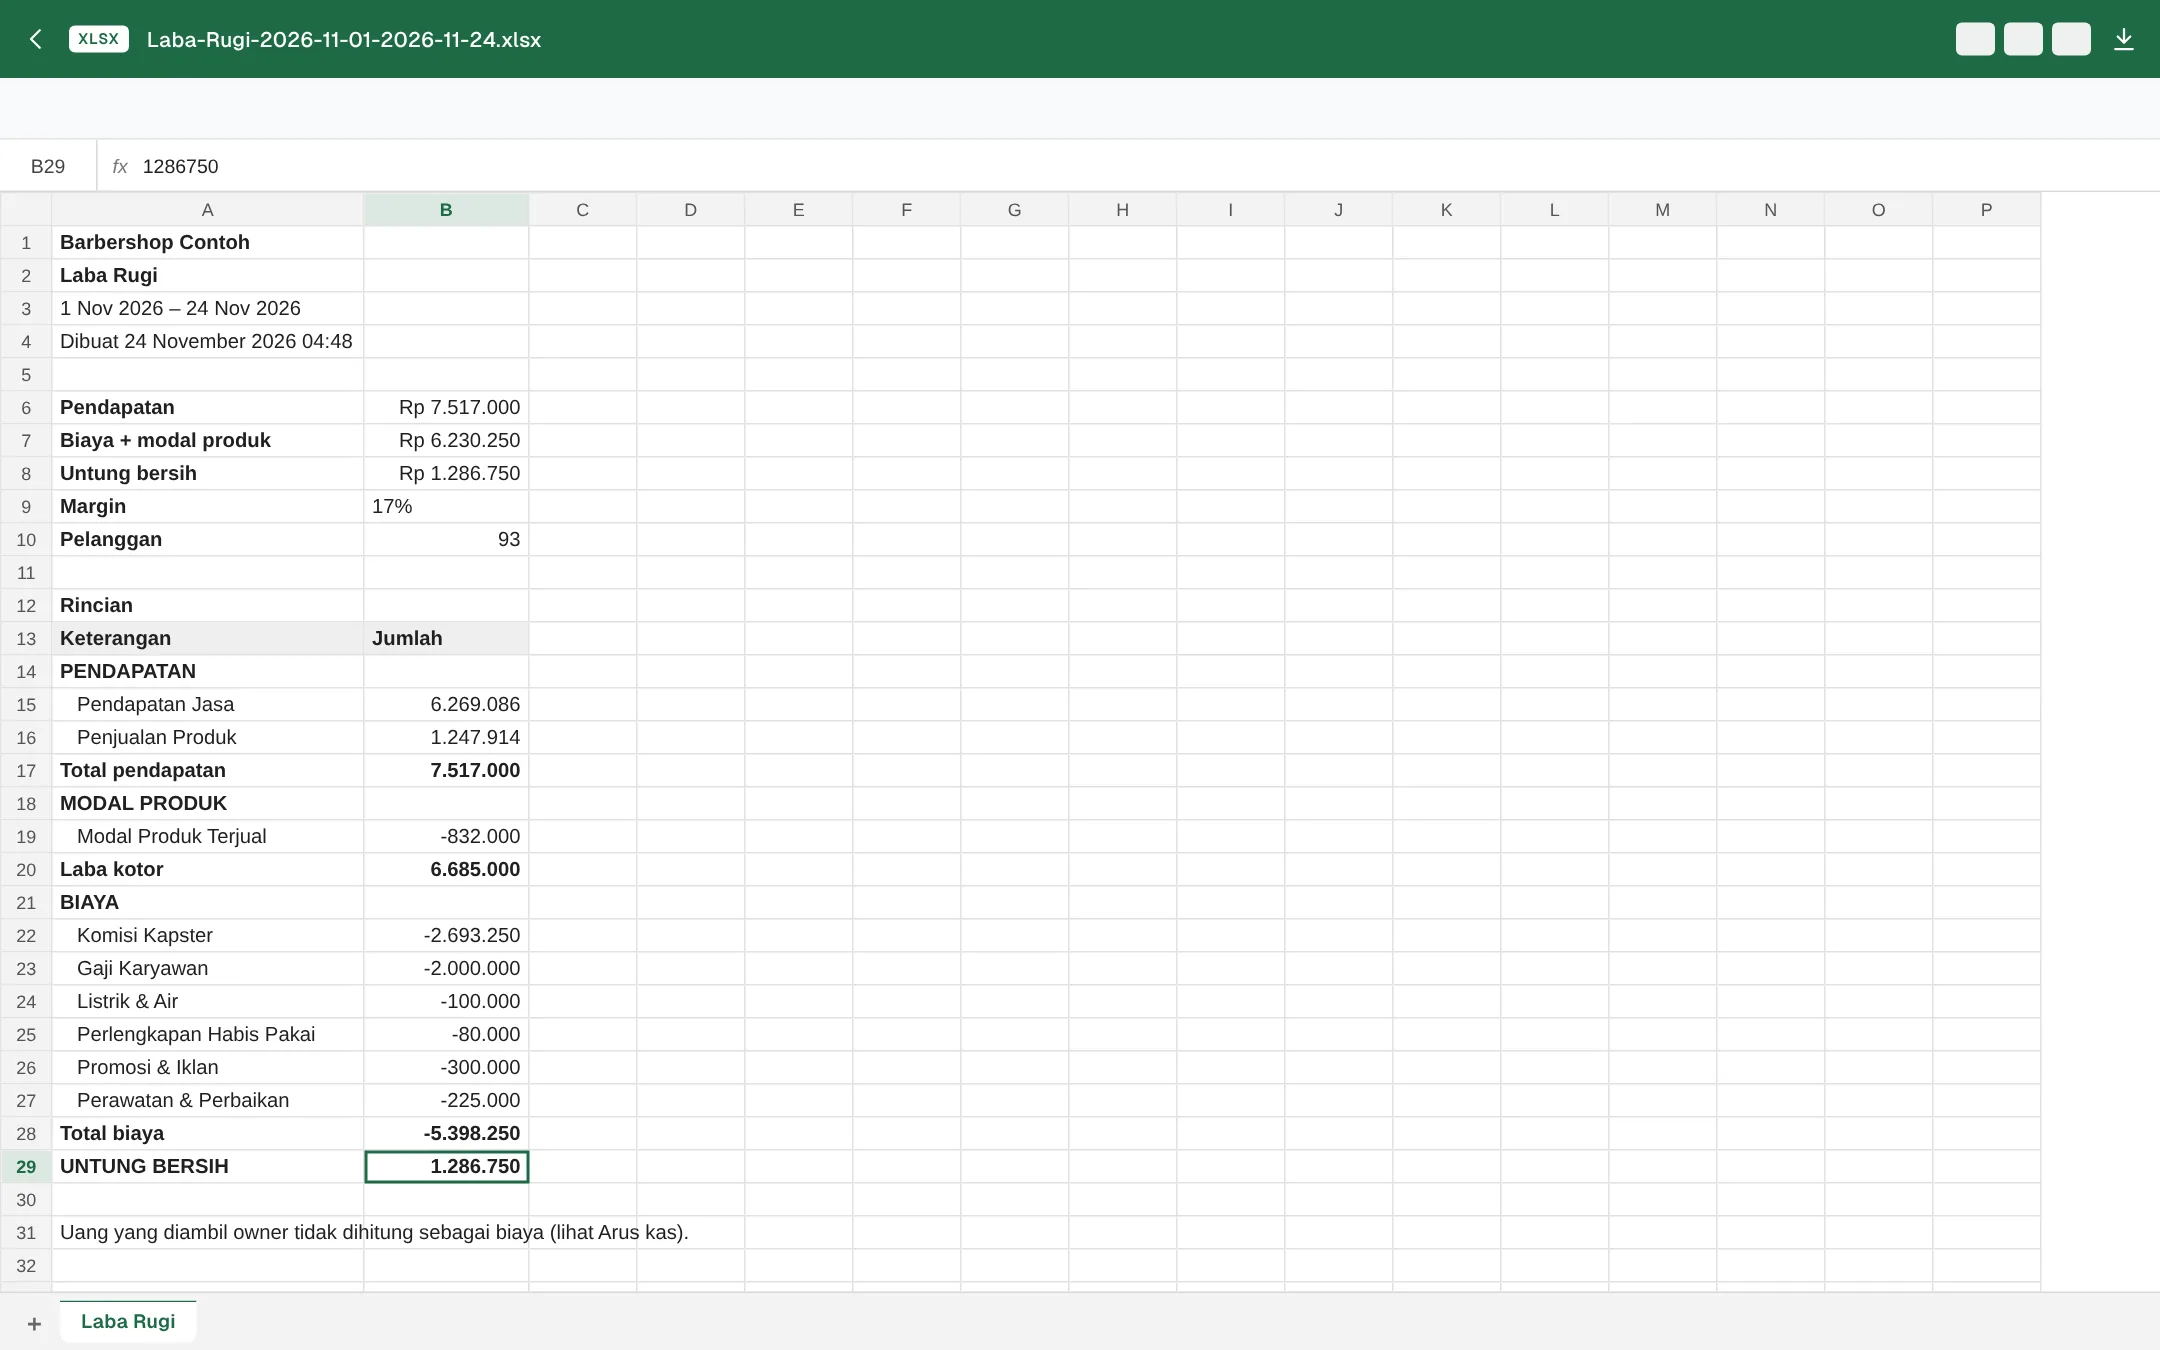 XLSX Laba-Rugi-2026-11-01-2026-11-24.xlsx
B29 fx 1286750
A B C D E F G H I J K L M N O P
1 Barbershop Contoh
2 Laba Rugi
3 1 Nov 2026 – 24 Nov 2026
4 Dibuat 24 November 2026 04:48
5
6 Pendapatan Rp 7.517.000
7 Biaya + modal produk Rp 6.230.250
8 Untung bersih Rp 1.286.750
9 Margin 17%
10 Pelanggan 93
11
12 Rincian
13 Keterangan Jumlah
14 PENDAPATAN
15 Pendapatan Jasa 6.269.086
16 Penjualan Produk 1.247.914
17 Total pendapatan 7.517.000
18 MODAL PRODUK
19 Modal Produk Terjual -832.000
20 Laba kotor 6.685.000
21 BIAYA
22 Komisi Kapster -2.693.250
23 Gaji Karyawan -2.000.000
24 Listrik & Air -100.000
25 Perlengkapan Habis Pakai -80.000
26 Promosi & Iklan -300.000
27 Perawatan & Perbaikan -225.000
28 Total biaya -5.398.250
29 UNTUNG BERSIH 1.286.750
30
31 Uang yang diambil owner tidak dihitung sebagai biaya (lihat Arus kas).
32
+ Laba Rugi